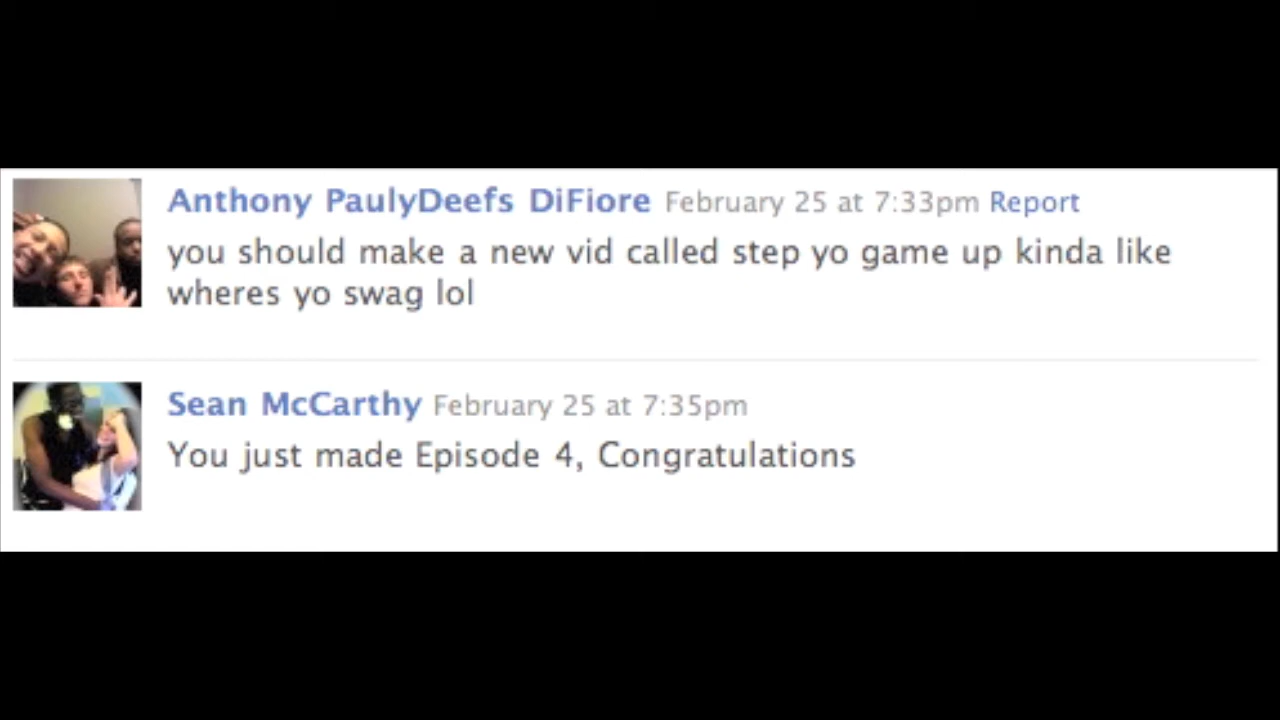 Anthony PaulyDeefs DiFiore February 25 at 7:33pm Report
you should make a new vid called step yo game up kinda like
wheres yo swag lol
Sean McCarthy February 25 at 7:35pm
You just made Episode 4, Congratulations